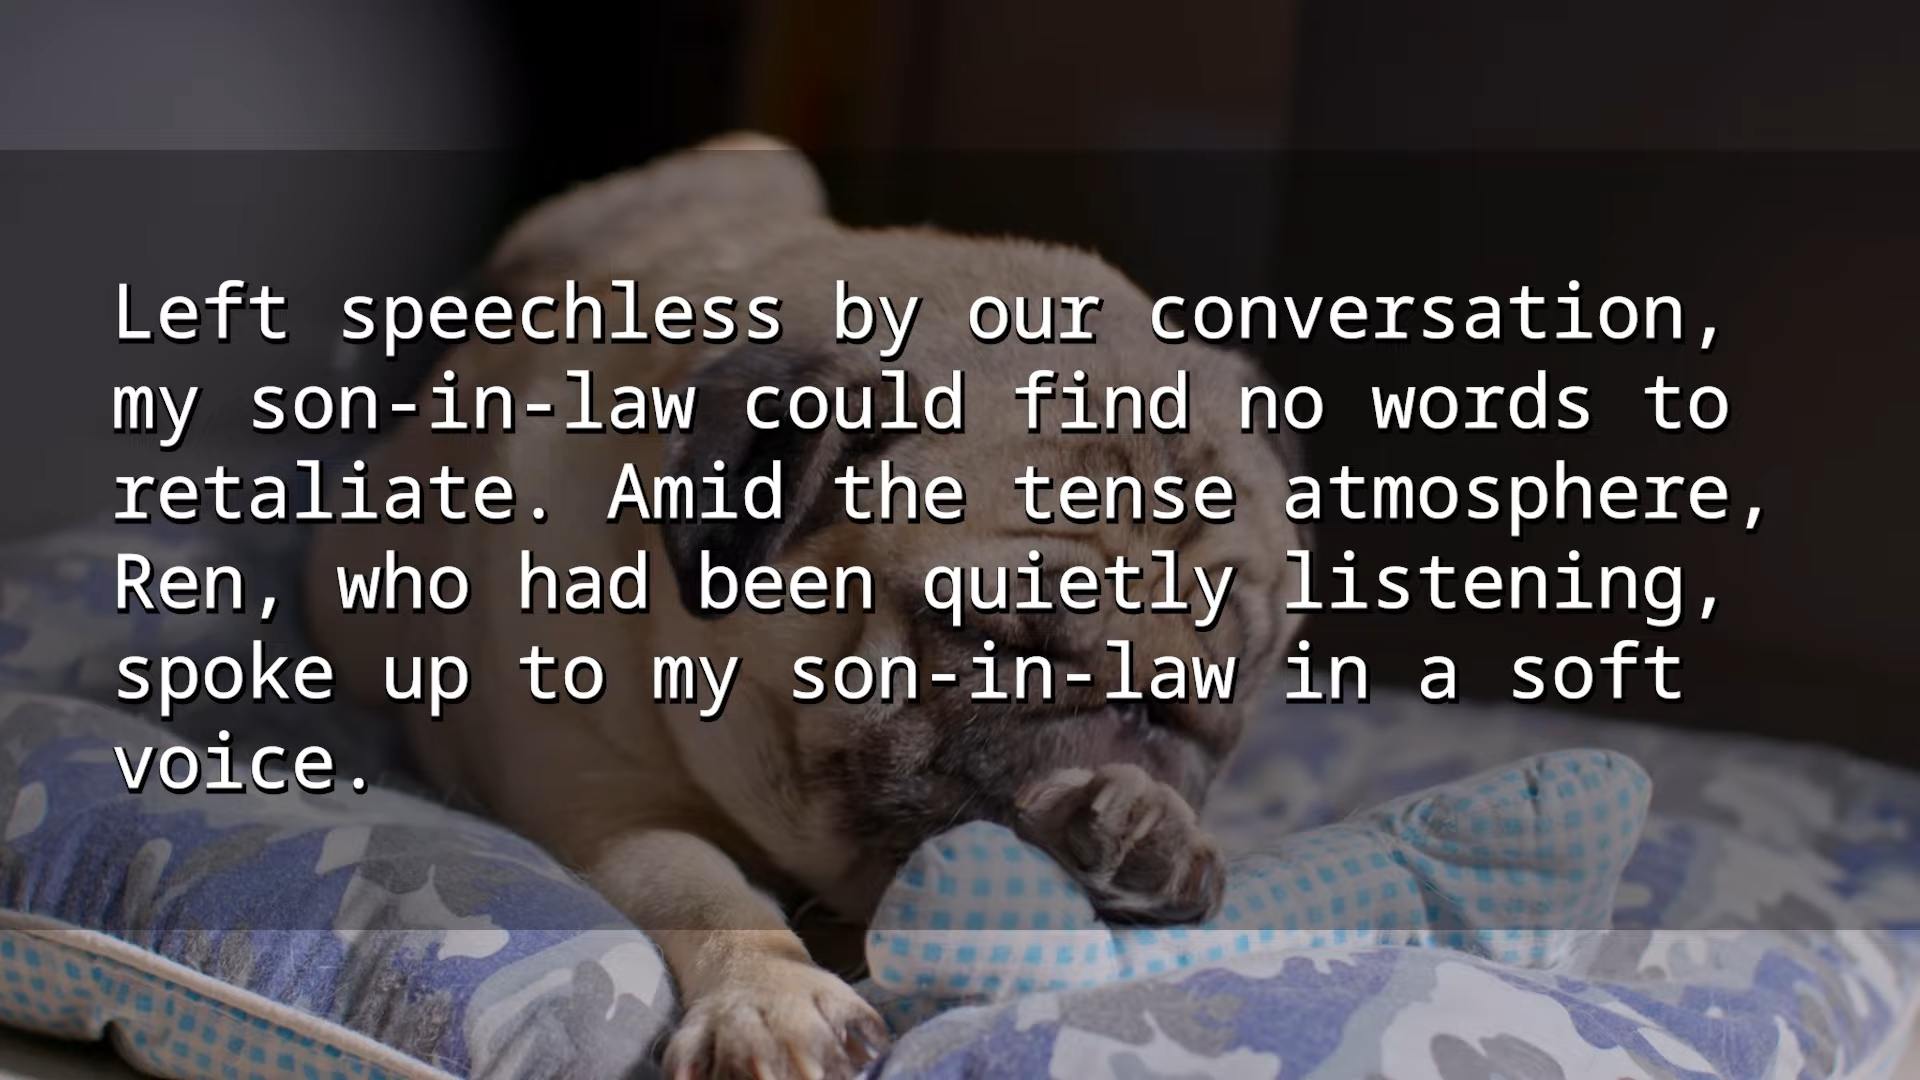 Left speechless by our conversation,
my son-in-law could find no words to
retaliate. Amid the tense atmosphere,
Ren, who had been quietly listening,
spoke up to my son-in-law in a soft
voice.